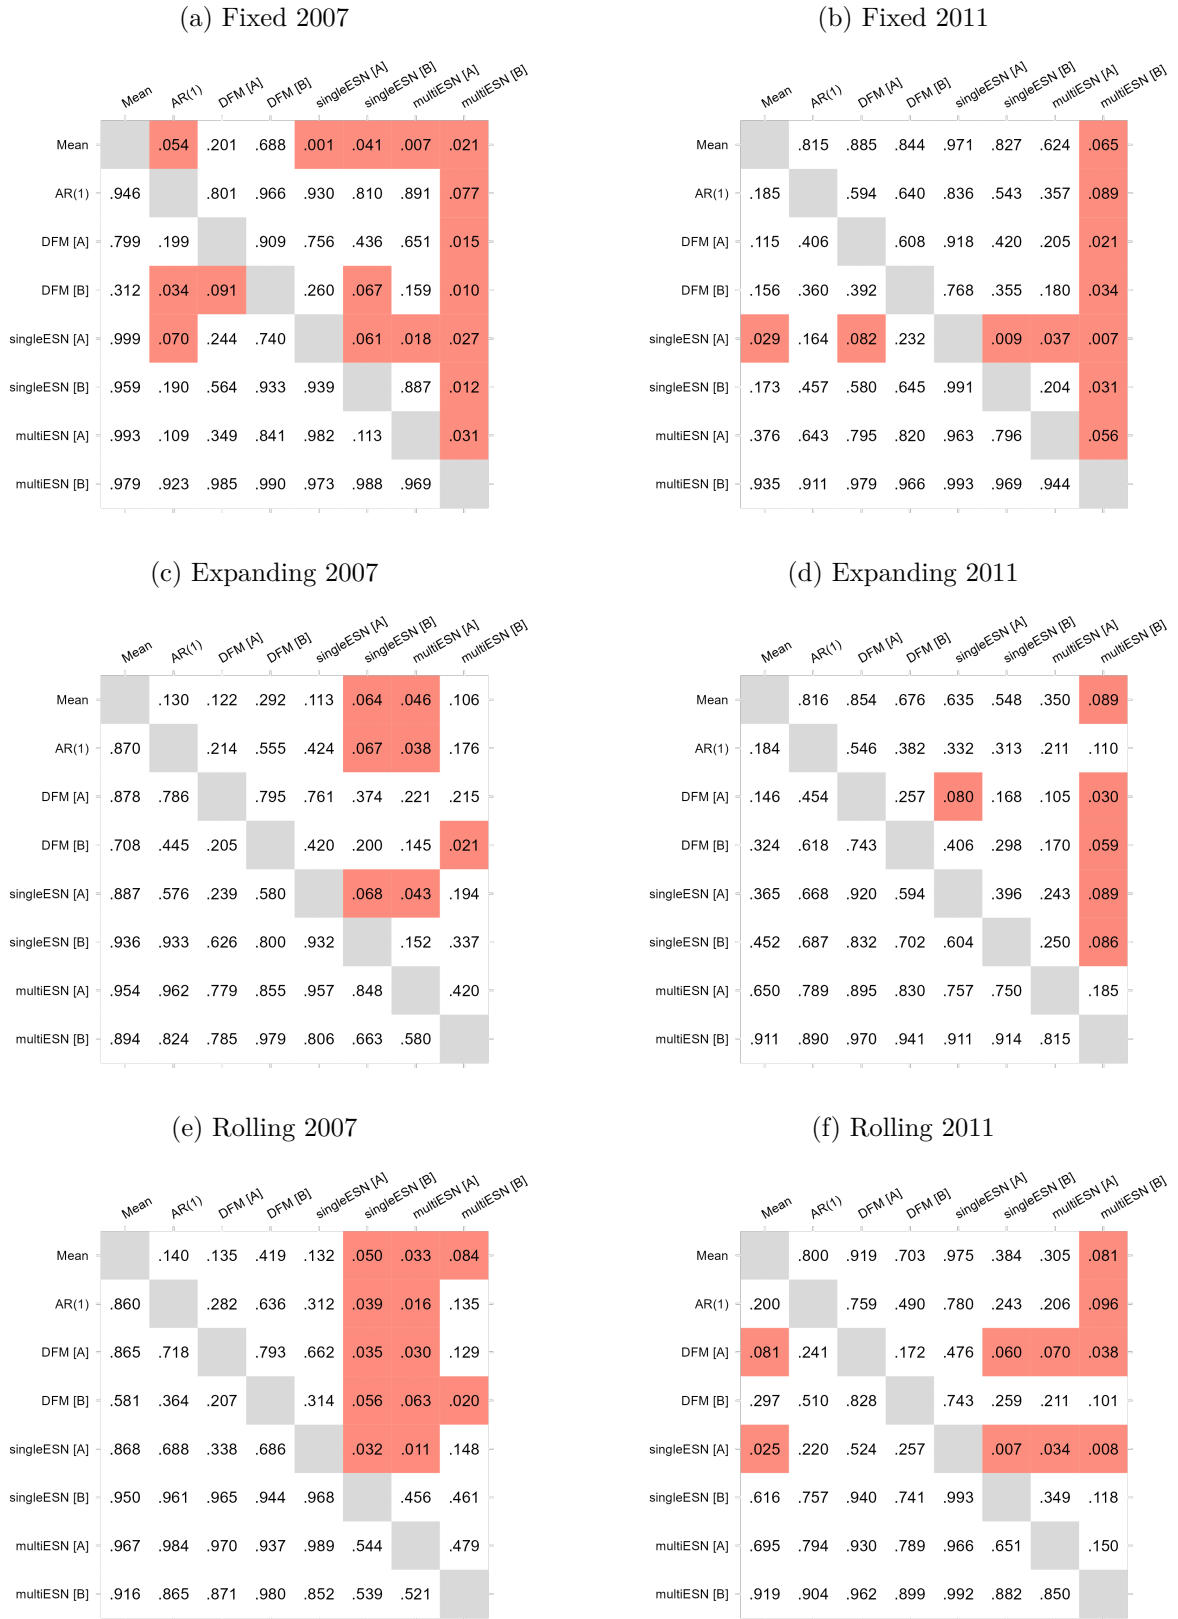 (a) Fixed 2007
Mean AR(1) DFM [A] DFM [B] singleESN [A] singleESN [B] multiESN [A] multiESN [B]
Mean .054 .201 .688 .001 .041 .007 .021
AR(1) .946 .801 .966 .930 .810 .891 .077
DFM [A] .799 .199 .909 .756 .436 .651 .015
DFM [B] .312 .034 .091 .260 .067 .159 .010
singleESN [A] .999 .070 .244 .740 .061 .018 .027
singleESN [B] .959 .190 .564 .933 .939 .887 .012
multiESN [A] .993 .109 .349 .841 .982 .113 .031
multiESN [B] .979 .923 .985 .990 .973 .988 .969
(b) Fixed 2011
Mean AR(1) DFM [A] DFM [B] singleESN [A] singleESN [B] multiESN [A] multiESN [B]
Mean .815 .885 .844 .971 .827 .624 .065
AR(1) .185 .594 .640 .836 .543 .357 .089
DFM [A] .115 .406 .608 .918 .420 .205 .021
DFM [B] .156 .360 .392 .768 .355 .180 .034
singleESN [A] .029 .164 .082 .232 .009 .037 .007
singleESN [B] .173 .457 .580 .645 .991 .204 .031
multiESN [A] .376 .643 .795 .820 .963 .796 .056
multiESN [B] .935 .911 .979 .966 .993 .969 .944
(c) Expanding 2007
Mean AR(1) DFM [A] DFM [B] singleESN [A] singleESN [B] multiESN [A] multiESN [B]
Mean .130 .122 .292 .113 .064 .046 .106
AR(1) .870 .214 .555 .424 .067 .038 .176
DFM [A] .878 .786 .795 .761 .374 .221 .215
DFM [B] .708 .445 .205 .420 .200 .145 .021
singleESN [A] .887 .576 .239 .580 .068 .043 .194
singleESN [B] .936 .933 .626 .800 .932 .152 .337
multiESN [A] .954 .962 .779 .855 .957 .848 .420
multiESN [B] .894 .824 .785 .979 .806 .663 .580
(d) Expanding 2011
Mean AR(1) DFM [A] DFM [B] singleESN [A] singleESN [B] multiESN [A] multiESN [B]
Mean .816 .854 .676 .635 .548 .350 .089
AR(1) .184 .546 .382 .332 .313 .211 .110
DFM [A] .146 .454 .257 .080 .168 .105 .030
DFM [B] .324 .618 .743 .406 .298 .170 .059
singleESN [A] .365 .668 .920 .594 .396 .243 .089
singleESN [B] .452 .687 .832 .702 .604 .250 .086
multiESN [A] .650 .789 .895 .830 .757 .750 .185
multiESN [B] .911 .890 .970 .941 .911 .914 .815
(e) Rolling 2007
Mean AR(1) DFM [A] DFM [B] singleESN [A] singleESN [B] multiESN [A] multiESN [B]
Mean .140 .135 .419 .132 .050 .033 .084
AR(1) .860 .282 .636 .312 .039 .016 .135
DFM [A] .865 .718 .793 .662 .035 .030 .129
DFM [B] .581 .364 .207 .314 .056 .063 .020
singleESN [A] .868 .688 .338 .686 .032 .011 .148
singleESN [B] .950 .961 .965 .944 .968 .456 .461
multiESN [A] .967 .984 .970 .937 .989 .544 .479
multiESN [B] .916 .865 .871 .980 .852 .539 .521
(f) Rolling 2011
Mean AR(1) DFM [A] DFM [B] singleESN [A] singleESN [B] multiESN [A] multiESN [B]
Mean .800 .919 .703 .975 .384 .305 .081
AR(1) .200 .759 .490 .780 .243 .206 .096
DFM [A] .081 .241 .172 .476 .060 .070 .038
DFM [B] .297 .510 .828 .743 .259 .211 .101
singleESN [A] .025 .220 .524 .257 .007 .034 .008
singleESN [B] .616 .757 .940 .741 .993 .349 .118
multiESN [A] .695 .794 .930 .789 .966 .651 .150
multiESN [B] .919 .904 .962 .899 .992 .882 .850